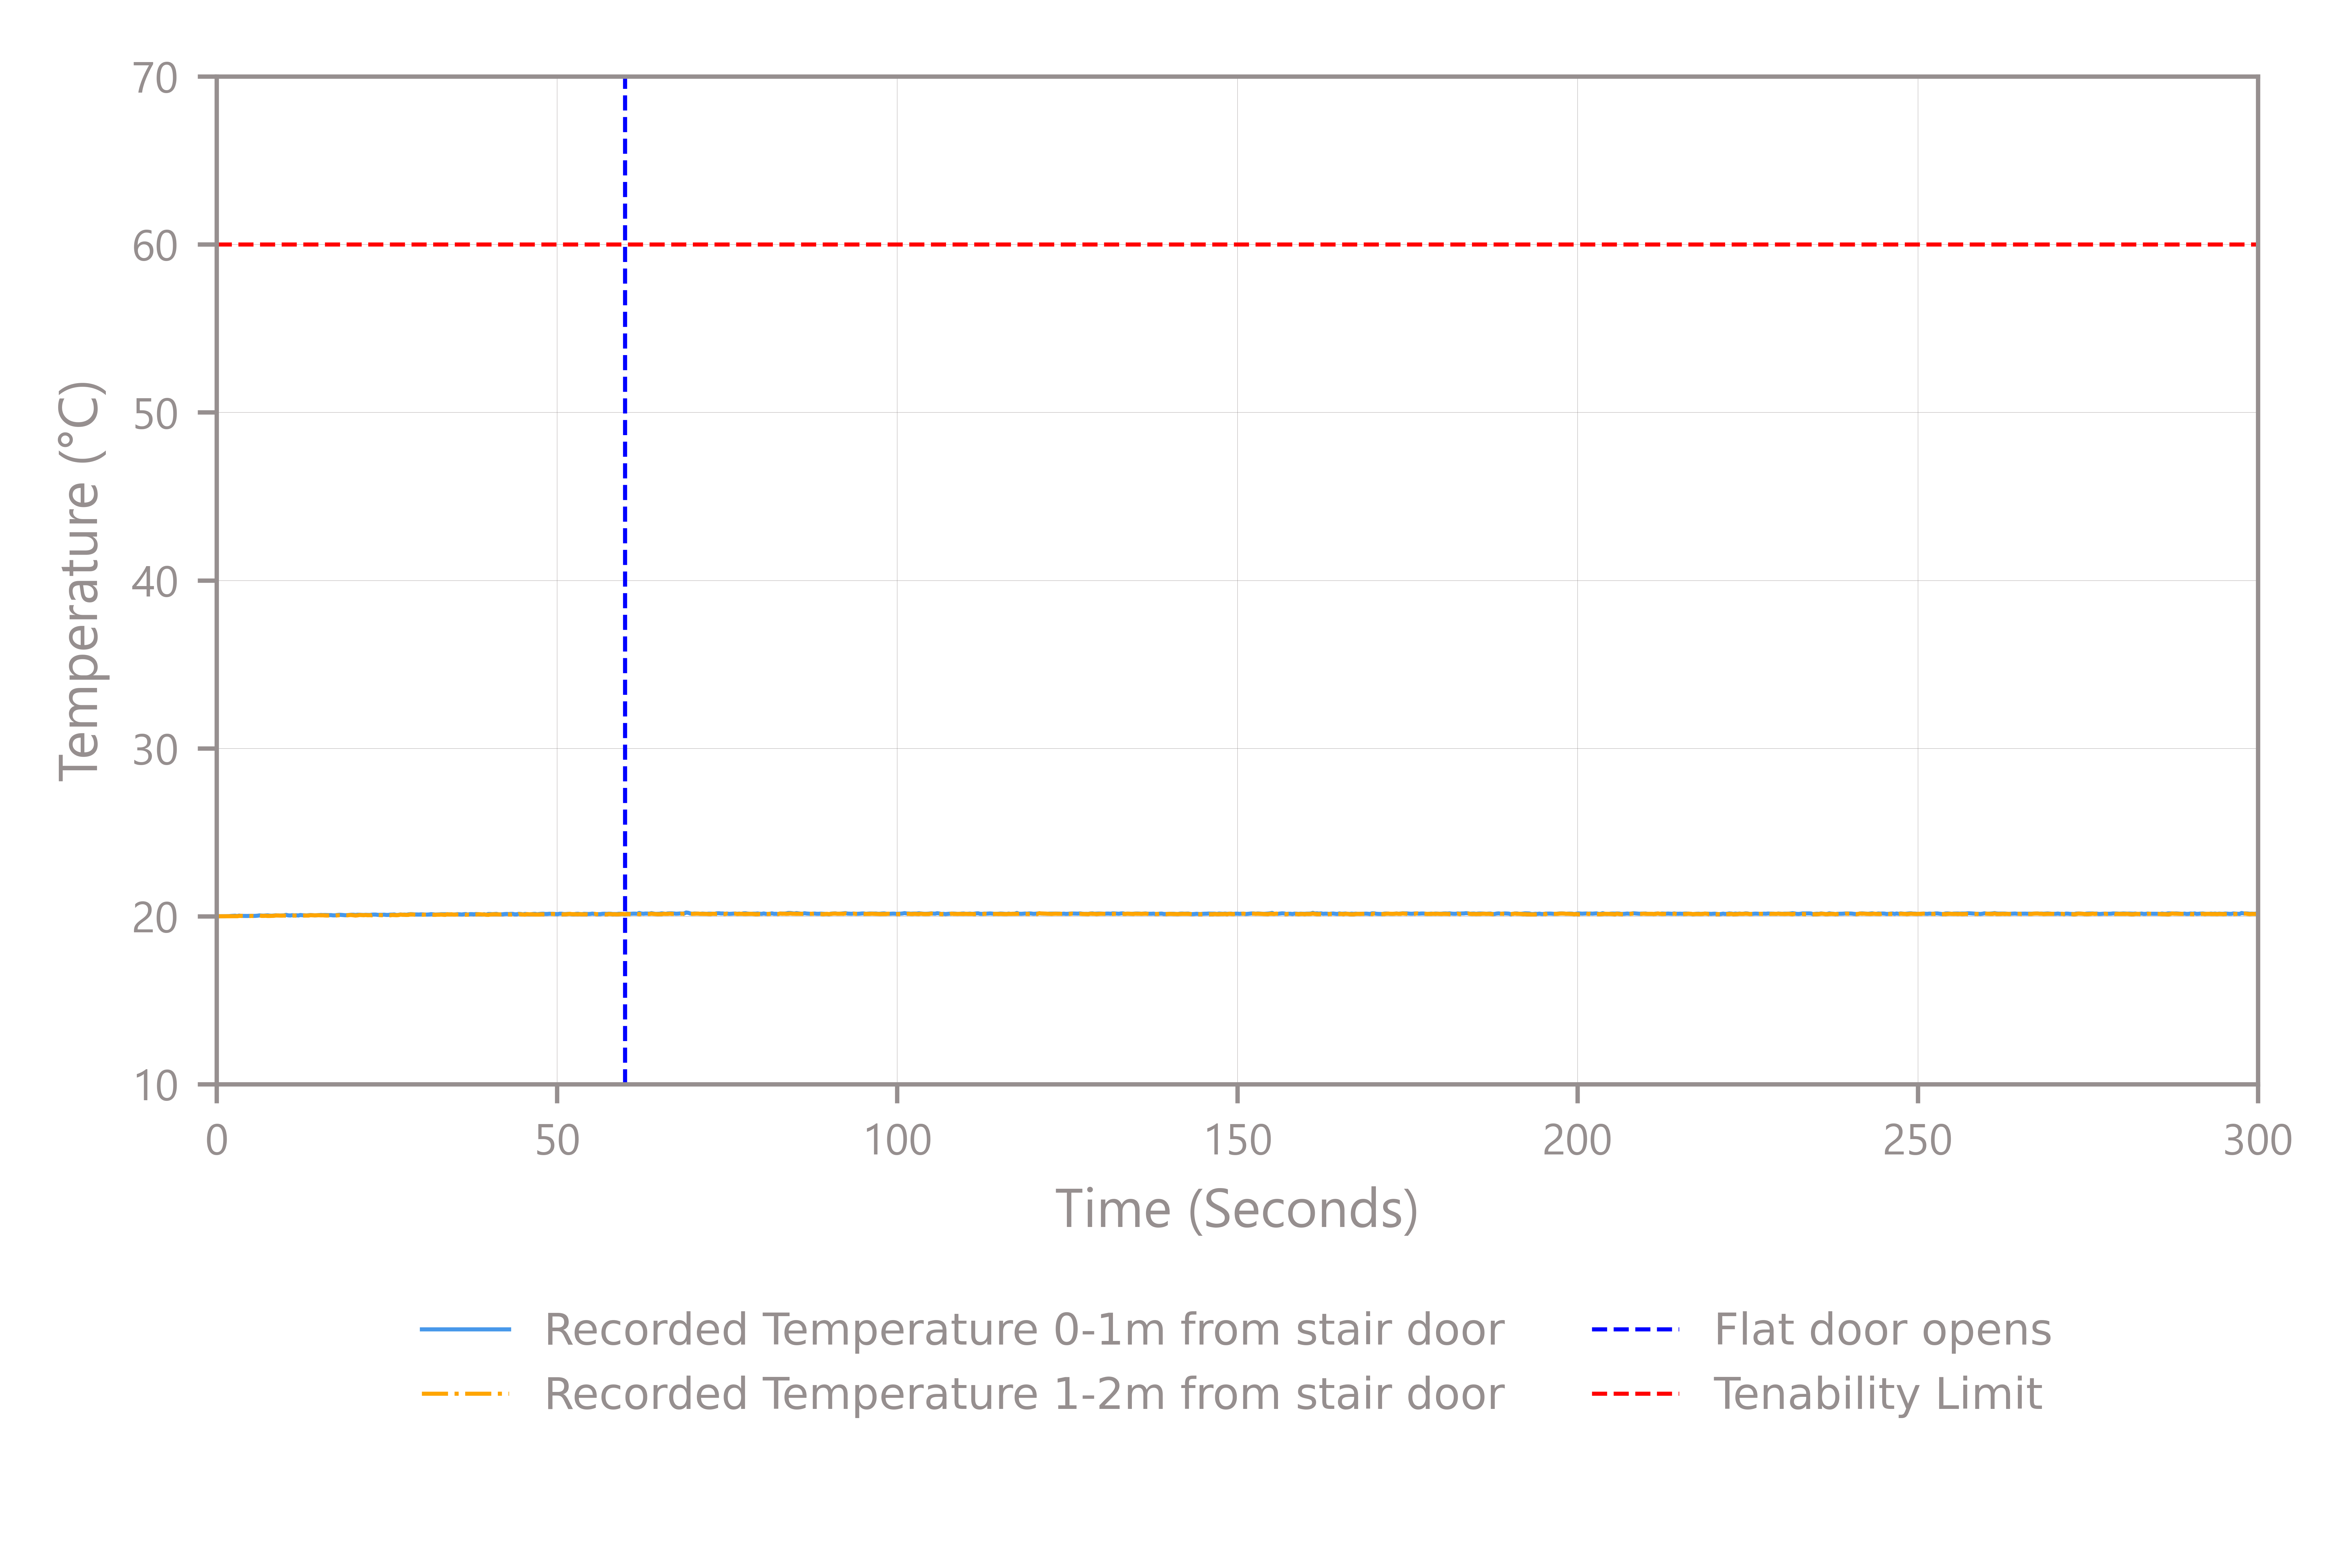 70
60
50
40
30
20
10
Temperature (°C)
0 50 100 150 200 250 300
Time (Seconds)
Recorded Temperature 0-1m from stair door
Recorded Temperature 1-2m from stair door
Flat door opens
Tenability Limit